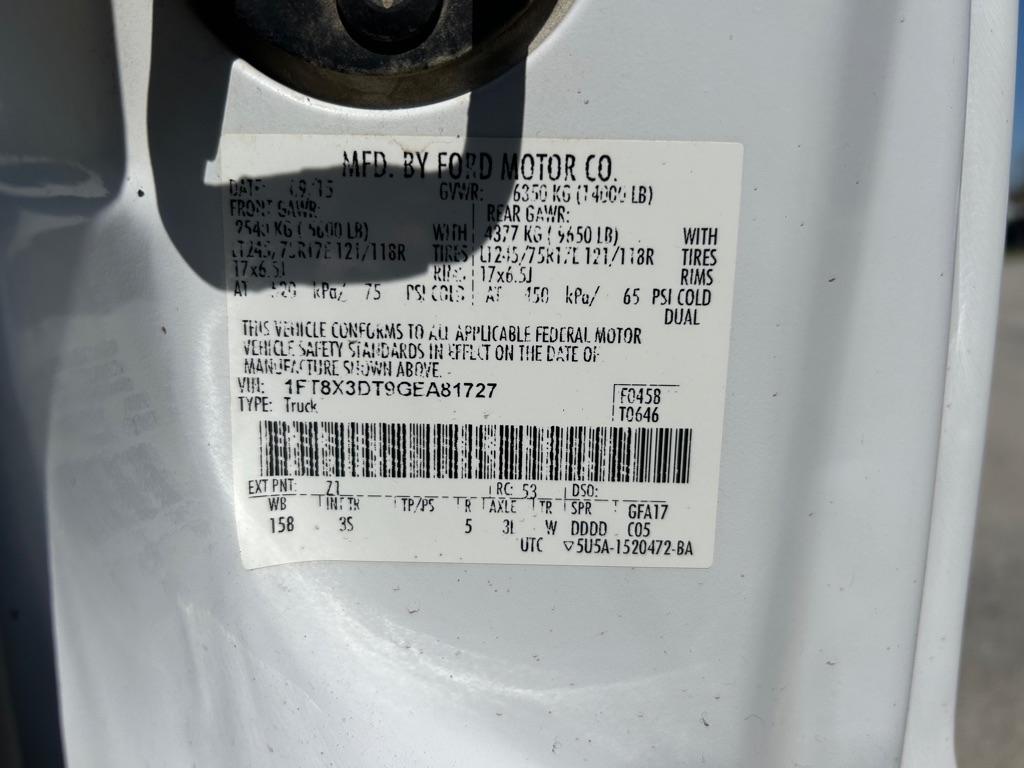 MFD. BY FORD MOTOR CO.
DATE: GVWR: 6350 KG (14000 LB)
FRONT GAWR: REAR GAWR:
2540 KG ( 5600 LB) WITH 4377 KG ( 9650 LB) WITH
LT245/75R17E 121/118R TIRES LT245/75R17E 121/118R TIRES
17x6.5J RIMS 17x6.5J RIMS
AT 520 kPa/ 75 PSI COLD AT 450 kPa/ 65 PSI COLD
DUAL
THIS VEHICLE CONFORMS TO ALL APPLICABLE FEDERAL MOTOR
VEHICLE SAFETY STANDARDS IN EFFECT ON THE DATE OF
MANUFACTURE SHOWN ABOVE.
VIN: 1FT8X3DT9GEA81727
TYPE: Truck
F0458
T0646
EXT PNT: Z1 RC: 53 DSO:
WB INT TR TP/PS R AXLE TR SPR GFA17
158 3S 5 3L W DDDD C05
UTC ▽5U5A-1520472-BA